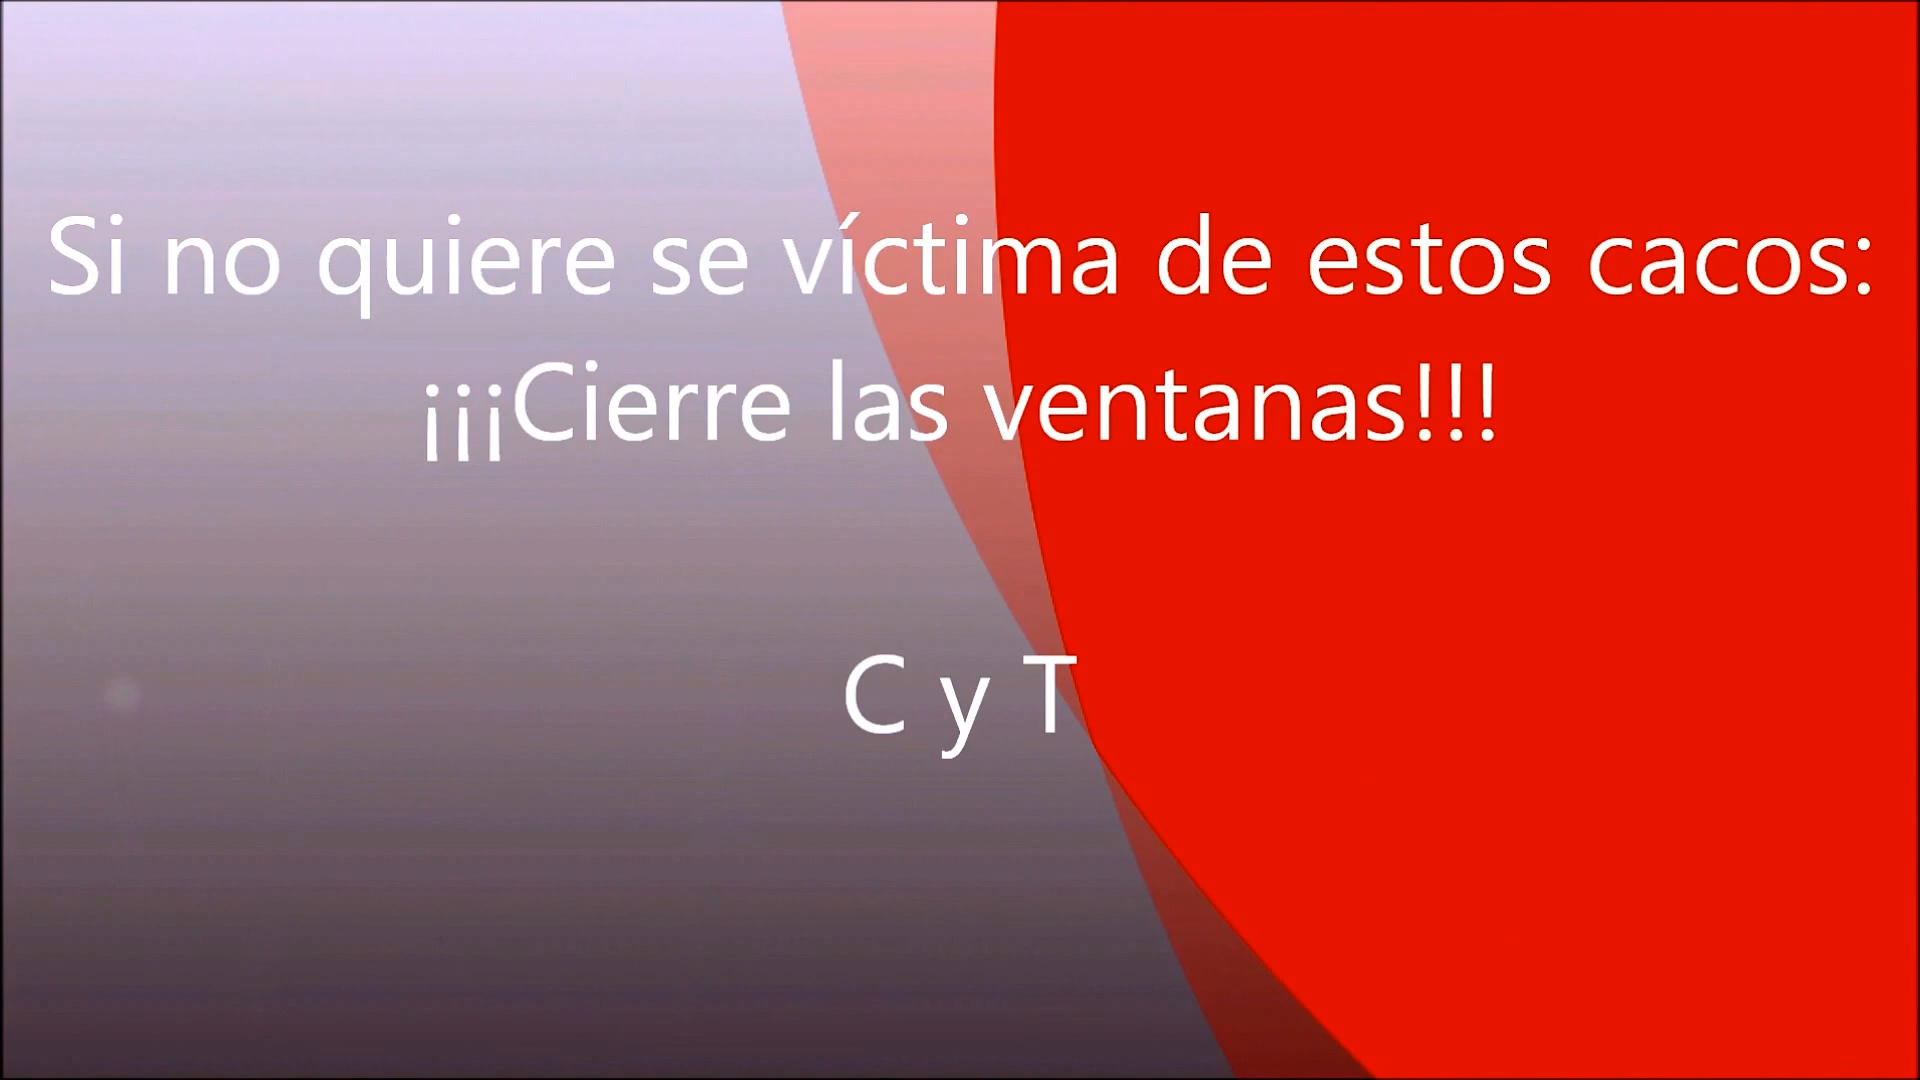 Si no quiere se víctima de estos cacos:
¡¡¡Cierre las ventanas!!!
C y T